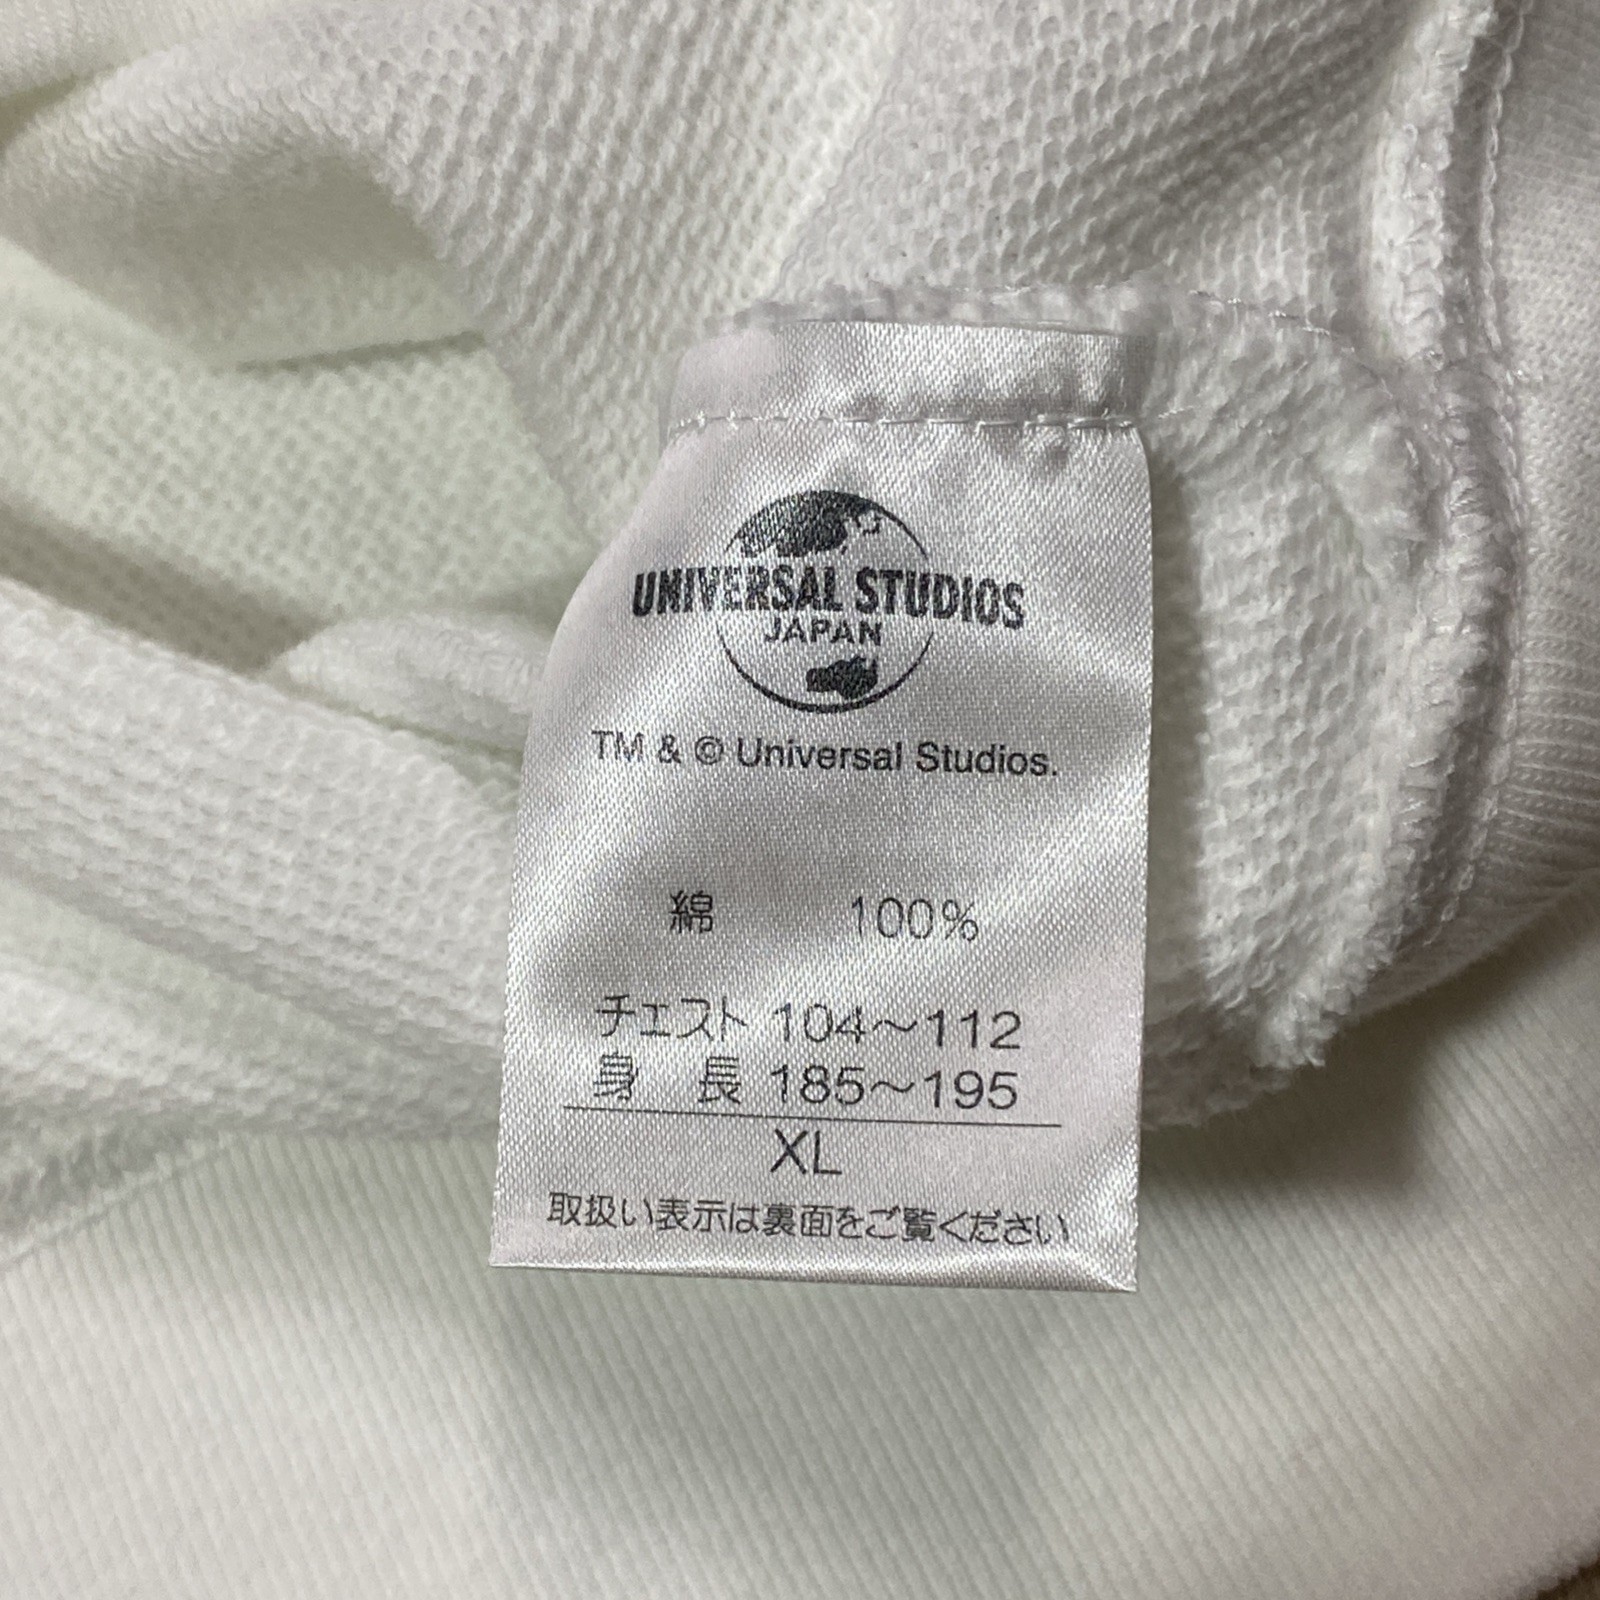 UNIVERSAL STUDIOS
JAPAN
TM & © Universal Studios.
綿 100%
チェスト 104〜112
身 長 185〜195
XL
取扱い表示は裏面をご覧ください